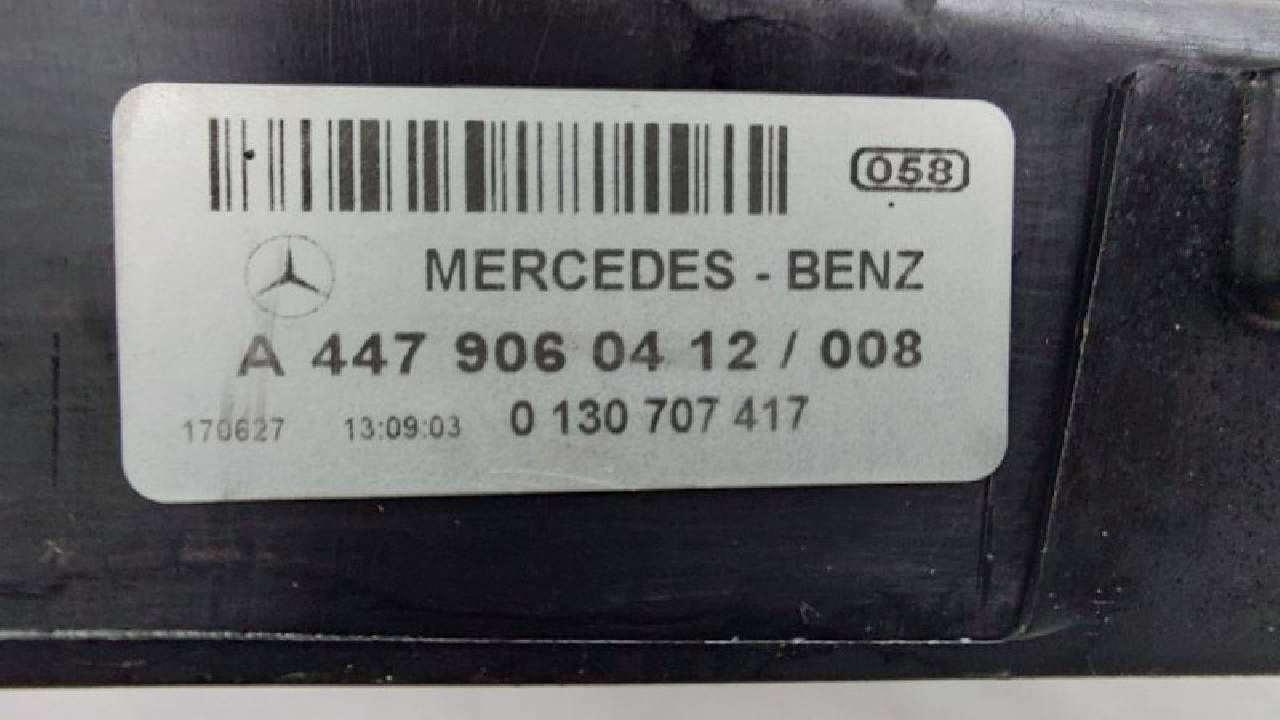 058
MERCEDES - BENZ
A 447 906 04 12 / 008
170627 13:09:03 0 130 707 417